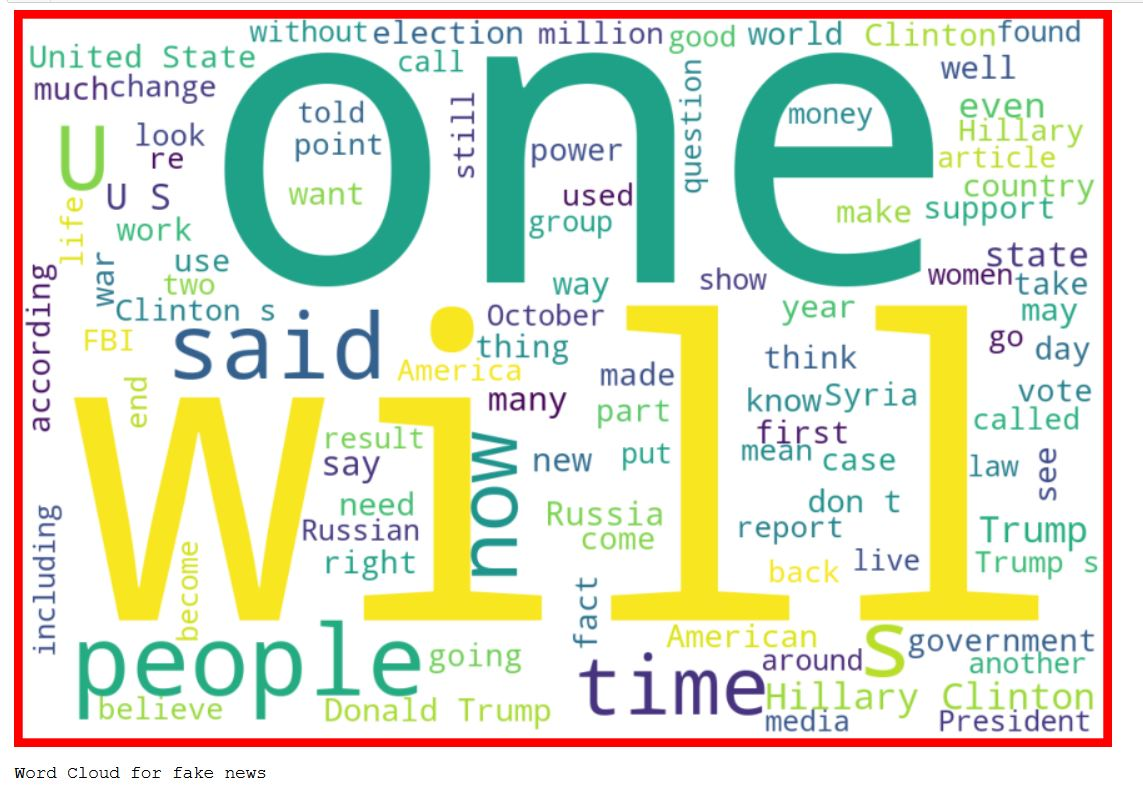 without election million good world Clinton found
United State call well
much change
one
told money even
look point still question Hillary
U re power article
U S want used country
life work group make support
war use state
two way show women take
Clinton s October year may
according FBI said thing go day
America think
end many made know Syria vote
will part first called
result now mean case law see
say new put
need don t
Russian Russia report Trump
including right come back live Trump s
become fact
people going American s government
time around another
believe Donald Trump Hillary Clinton
media President
Word Cloud for fake news